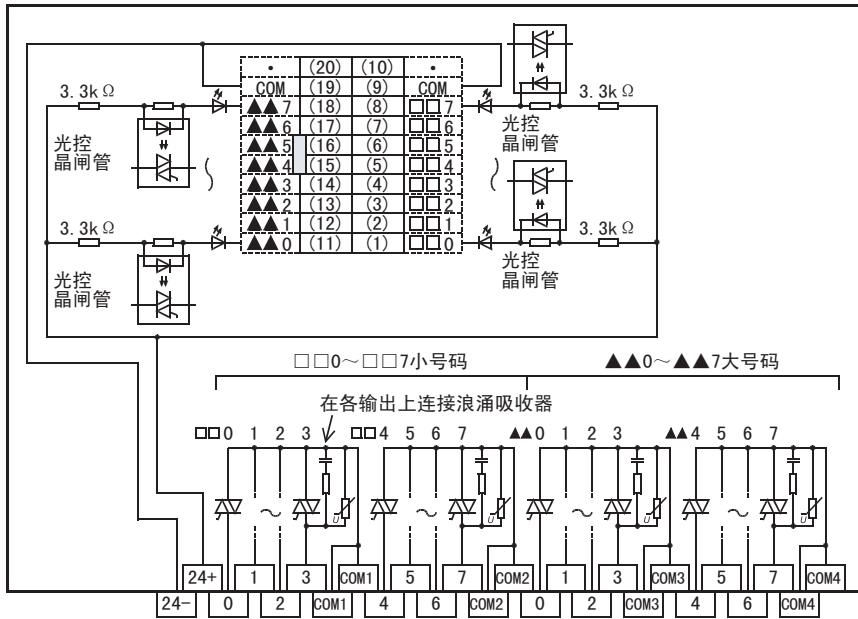 • (20) (10) •
COM (19) (9) COM
▲▲7 (18) (8) □□7
▲▲6 (17) (7) □□6
▲▲5 (16) (6) □□5
▲▲4 (15) (5) □□4
▲▲3 (14) (4) □□3
▲▲2 (13) (3) □□2
▲▲1 (12) (2) □□1
▲▲0 (11) (1) □□0
3.3kΩ
光控
晶闸管
3.3kΩ
光控
晶闸管
光控
晶闸管
3.3kΩ
光控
晶闸管
3.3kΩ
□□0～□□7小号码 ▲▲0～▲▲7大号码
在各输出上连接浪涌吸收器
□□0 1 2 3 □□4 5 6 7 ▲▲0 1 2 3 ▲▲4 5 6 7
～ ～ ～ ～
U U U U
24+ 1 3 COM1 5 7 COM2 1 3 COM3 5 7 COM4
24- 0 2 COM1 4 6 COM2 0 2 COM3 4 6 COM4